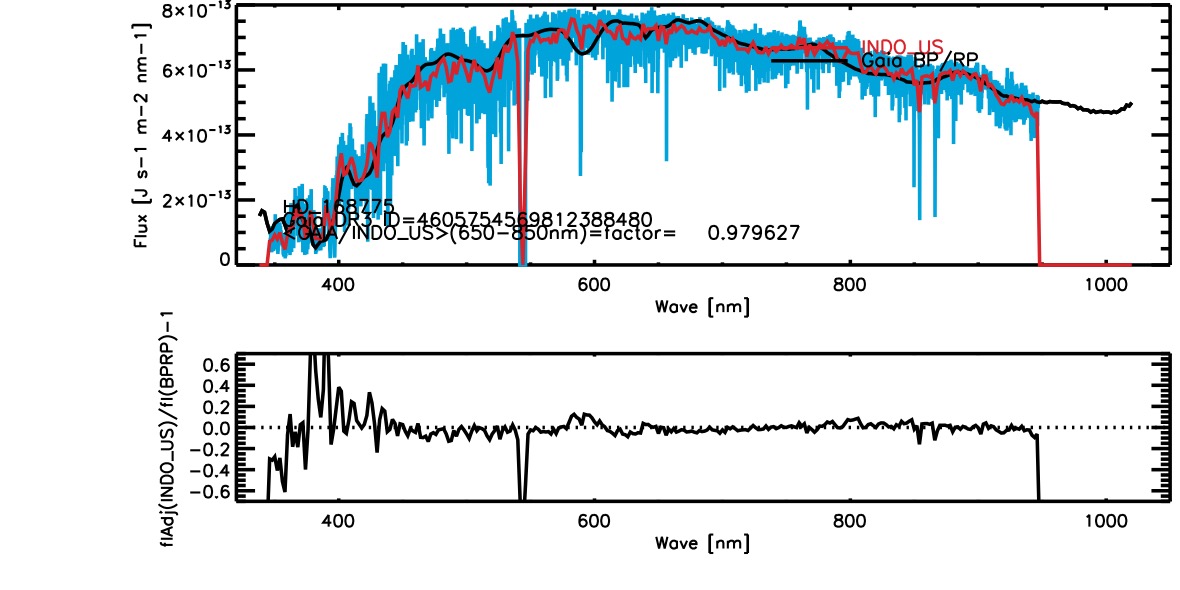 8×10−13
6×10−13
4×10−13
2×10−13
0
Flux [J s−1 m−2 nm−1]
INDO_US
Gaia BP/RP
HD_168775
Gaia DR3 ID=4605754569812388480
<GAIA/INDO_US>(650−850nm)=factor= 0.979627
400 600 800 1000
Wave [nm]
0.6
0.4
0.2
0.0
−0.2
−0.4
−0.6
flAdj(INDO_US)/fl(BPRP)−1
400 600 800 1000
Wave [nm]